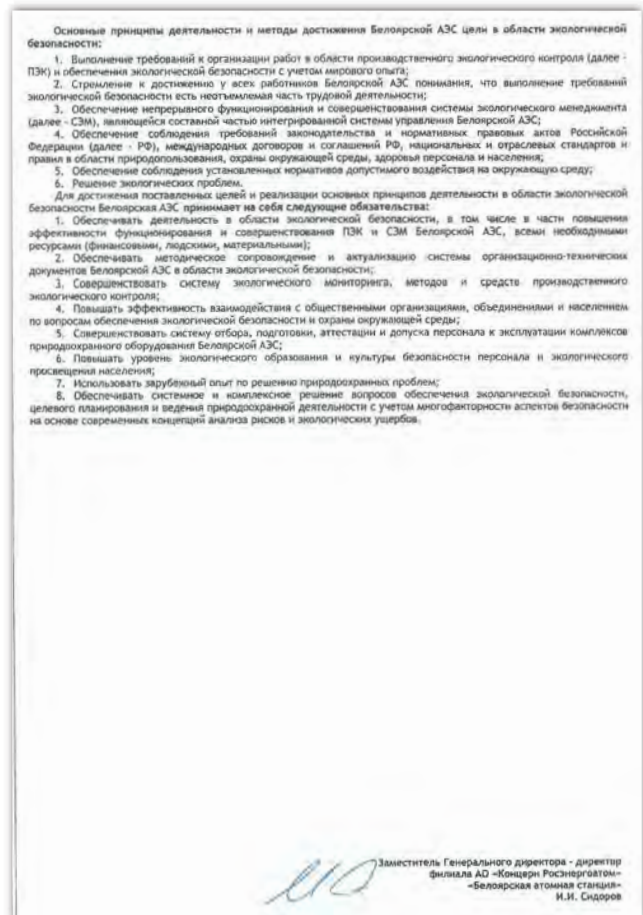 Основные принципы деятельности и методы достижения Белоярской АЭС цели в области экологической
безопасности:
1. Выполнение требований к организации работ в области производственного экологического контроля (далее -
ПЭК) и обеспечения экологической безопасности с учетом мирового опыта;
2. Стремление к достижению у всех работников Белоярской АЭС понимания, что выполнение требований
экологической безопасности есть неотъемлемая часть трудовой деятельности;
3. Обеспечение непрерывного функционирования и совершенствования системы экологического менеджмента
(далее - СЭМ), являющейся составной частью интегрированной системы управления Белоярской АЭС;
4. Обеспечение соблюдения требований законодательства и нормативных правовых актов Российской
Федерации (далее - РФ), международных договоров и соглашений РФ, национальных и отраслевых стандартов и
правил в области природопользования, охраны окружающей среды, здоровья персонала и населения;
5. Обеспечение соблюдения установленных нормативов допустимого воздействия на окружающую среду;
6. Решение экологических проблем.
Для достижения поставленных целей и реализации основных принципов деятельности в области экологической
безопасности Белоярская АЭС принимает на себя следующие обязательства:
1. Обеспечивать деятельность в области экологической безопасности, в том числе в части повышения
эффективности функционирования и совершенствования ПЭК и СЭМ Белоярской АЭС, всеми необходимыми
ресурсами (финансовыми, людскими, материальными);
2. Обеспечивать методическое сопровождение и актуализацию системы организационно-технических
документов Белоярской АЭС в области экологической безопасности;
3. Совершенствовать систему экологического мониторинга, методов и средств производственного
экологического контроля;
4. Повышать эффективность взаимодействия с общественными организациями, объединениями и населением
по вопросам обеспечения экологической безопасности и охраны окружающей среды;
5. Совершенствовать систему отбора, подготовки, аттестации и допуска персонала к эксплуатации комплексов
природоохранного оборудования Белоярской АЭС;
6. Повышать уровень экологического образования и культуры безопасности персонала и экологического
просвещения населения;
7. Использовать зарубежный опыт по решению природоохранных проблем;
8. Обеспечивать системное и комплексное решение вопросов обеспечения экологической безопасности,
целевого планирования и ведения природоохранной деятельности с учетом многофакторности аспектов безопасности
на основе современных концепций анализа рисков и экологических ущербов.
Заместитель Генерального директора - директор
филиала АО «Концерн Росэнергоатом»
«Белоярская атомная станция»
И.И. Сидоров